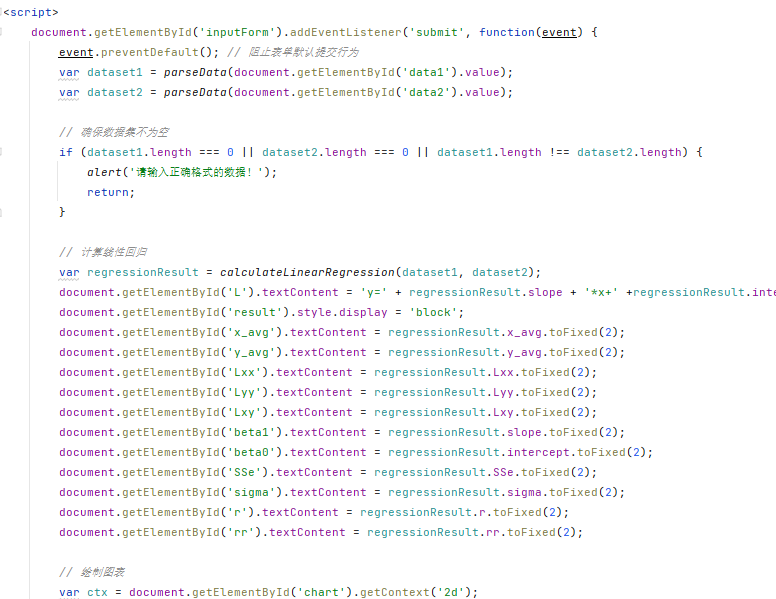 <script>
document.getElementById('inputForm').addEventListener('submit', function(event) {
event.preventDefault(); // 阻止表单默认提交行为
var dataset1 = parseData(document.getElementById('data1').value);
var dataset2 = parseData(document.getElementById('data2').value);
// 确保数据集不为空
if (dataset1.length === 0 || dataset2.length === 0 || dataset1.length !== dataset2.length) {
alert('请输入正确格式的数据！');
return;
}
// 计算线性回归
var regressionResult = calculateLinearRegression(dataset1, dataset2);
document.getElementById('L').textContent = 'y=' + regressionResult.slope + '*x+' +regressionResult.inte
document.getElementById('result').style.display = 'block';
document.getElementById('x_avg').textContent = regressionResult.x_avg.toFixed(2);
document.getElementById('y_avg').textContent = regressionResult.y_avg.toFixed(2);
document.getElementById('Lxx').textContent = regressionResult.Lxx.toFixed(2);
document.getElementById('Lyy').textContent = regressionResult.Lyy.toFixed(2);
document.getElementById('Lxy').textContent = regressionResult.Lxy.toFixed(2);
document.getElementById('beta1').textContent = regressionResult.slope.toFixed(2);
document.getElementById('beta0').textContent = regressionResult.intercept.toFixed(2);
document.getElementById('SSe').textContent = regressionResult.SSe.toFixed(2);
document.getElementById('sigma').textContent = regressionResult.sigma.toFixed(2);
document.getElementById('r').textContent = regressionResult.r.toFixed(2);
document.getElementById('rr').textContent = regressionResult.rr.toFixed(2);
// 绘制图表
var ctx = document.getElementById('chart').getContext('2d');